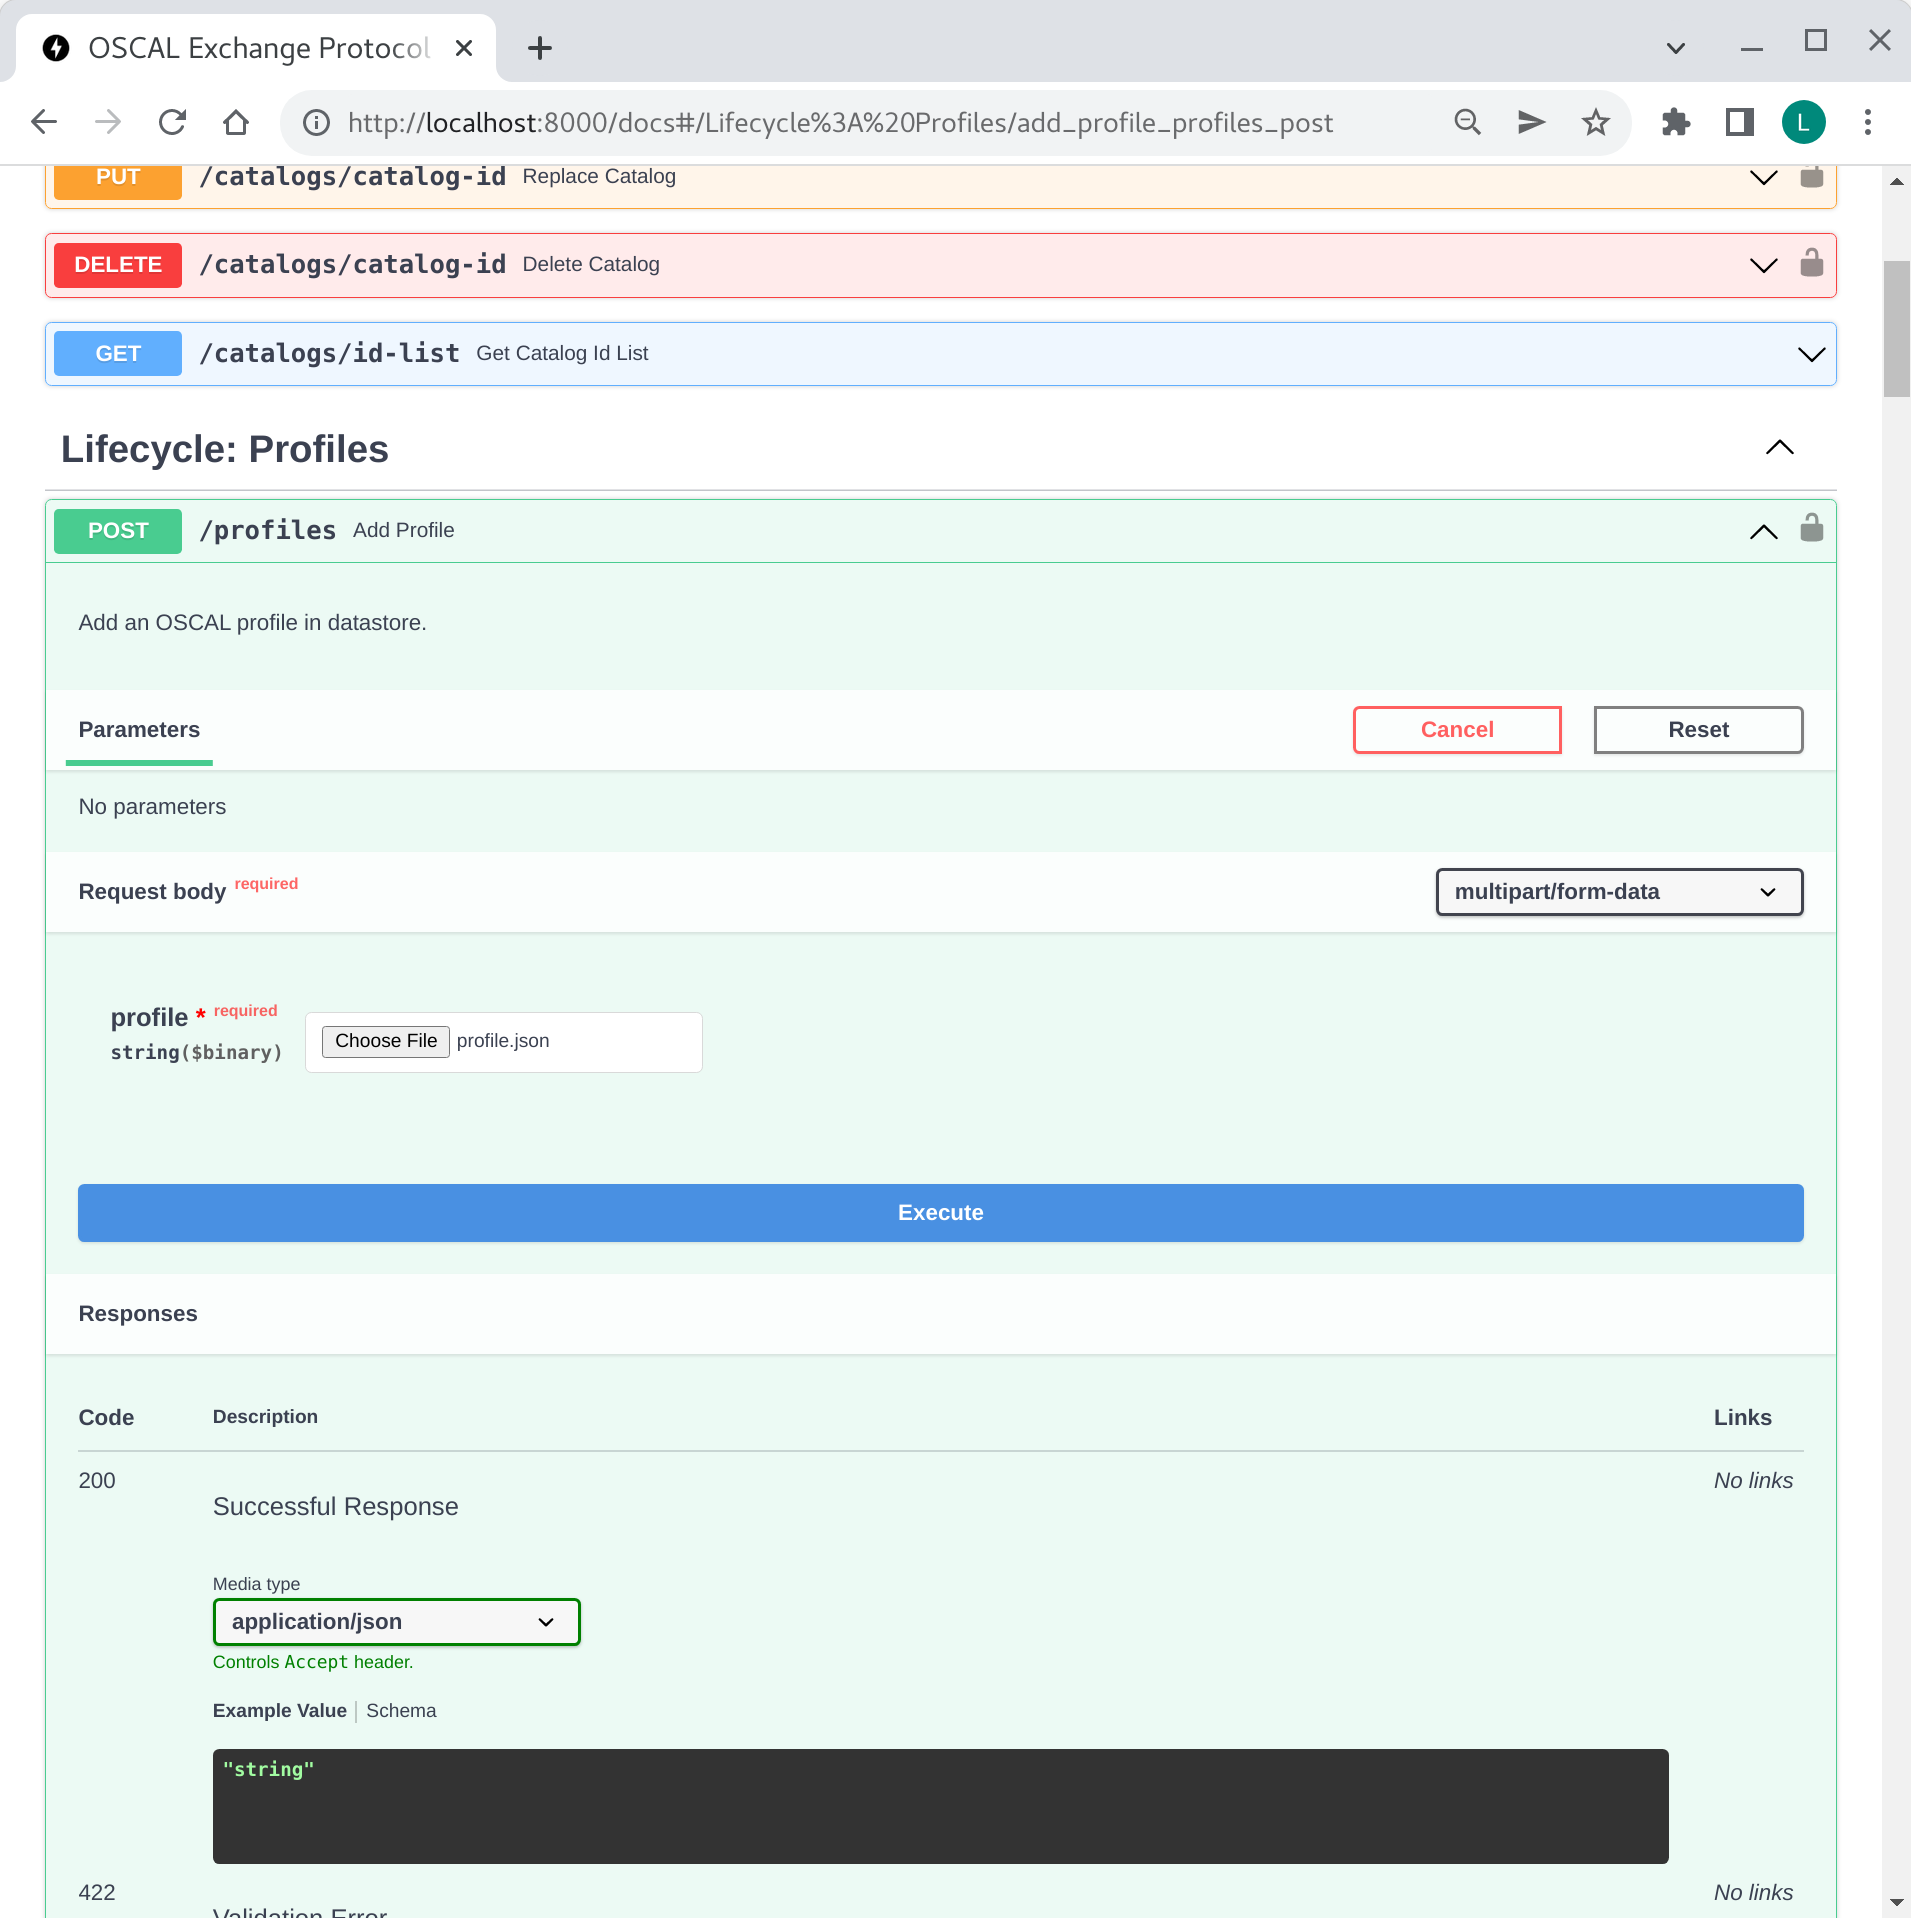 OSCAL Exchange Protocol
http://localhost:8000/docs#/Lifecycle%3A%20Profiles/add_profile_profiles_post
L
PUT /catalogs/catalog-id Replace Catalog
DELETE /catalogs/catalog-id Delete Catalog
GET /catalogs/id-list Get Catalog Id List
Lifecycle: Profiles
POST /profiles Add Profile
Add an OSCAL profile in datastore.
Parameters Cancel Reset
No parameters
Request body required multipart/form-data
profile * required
string($binary)
Choose File profile.json
Execute
Responses
Code Description Links
200 No links
Successful Response
Media type
application/json
Controls Accept header.
Example Value Schema
"string"
422 No links
Validation Error